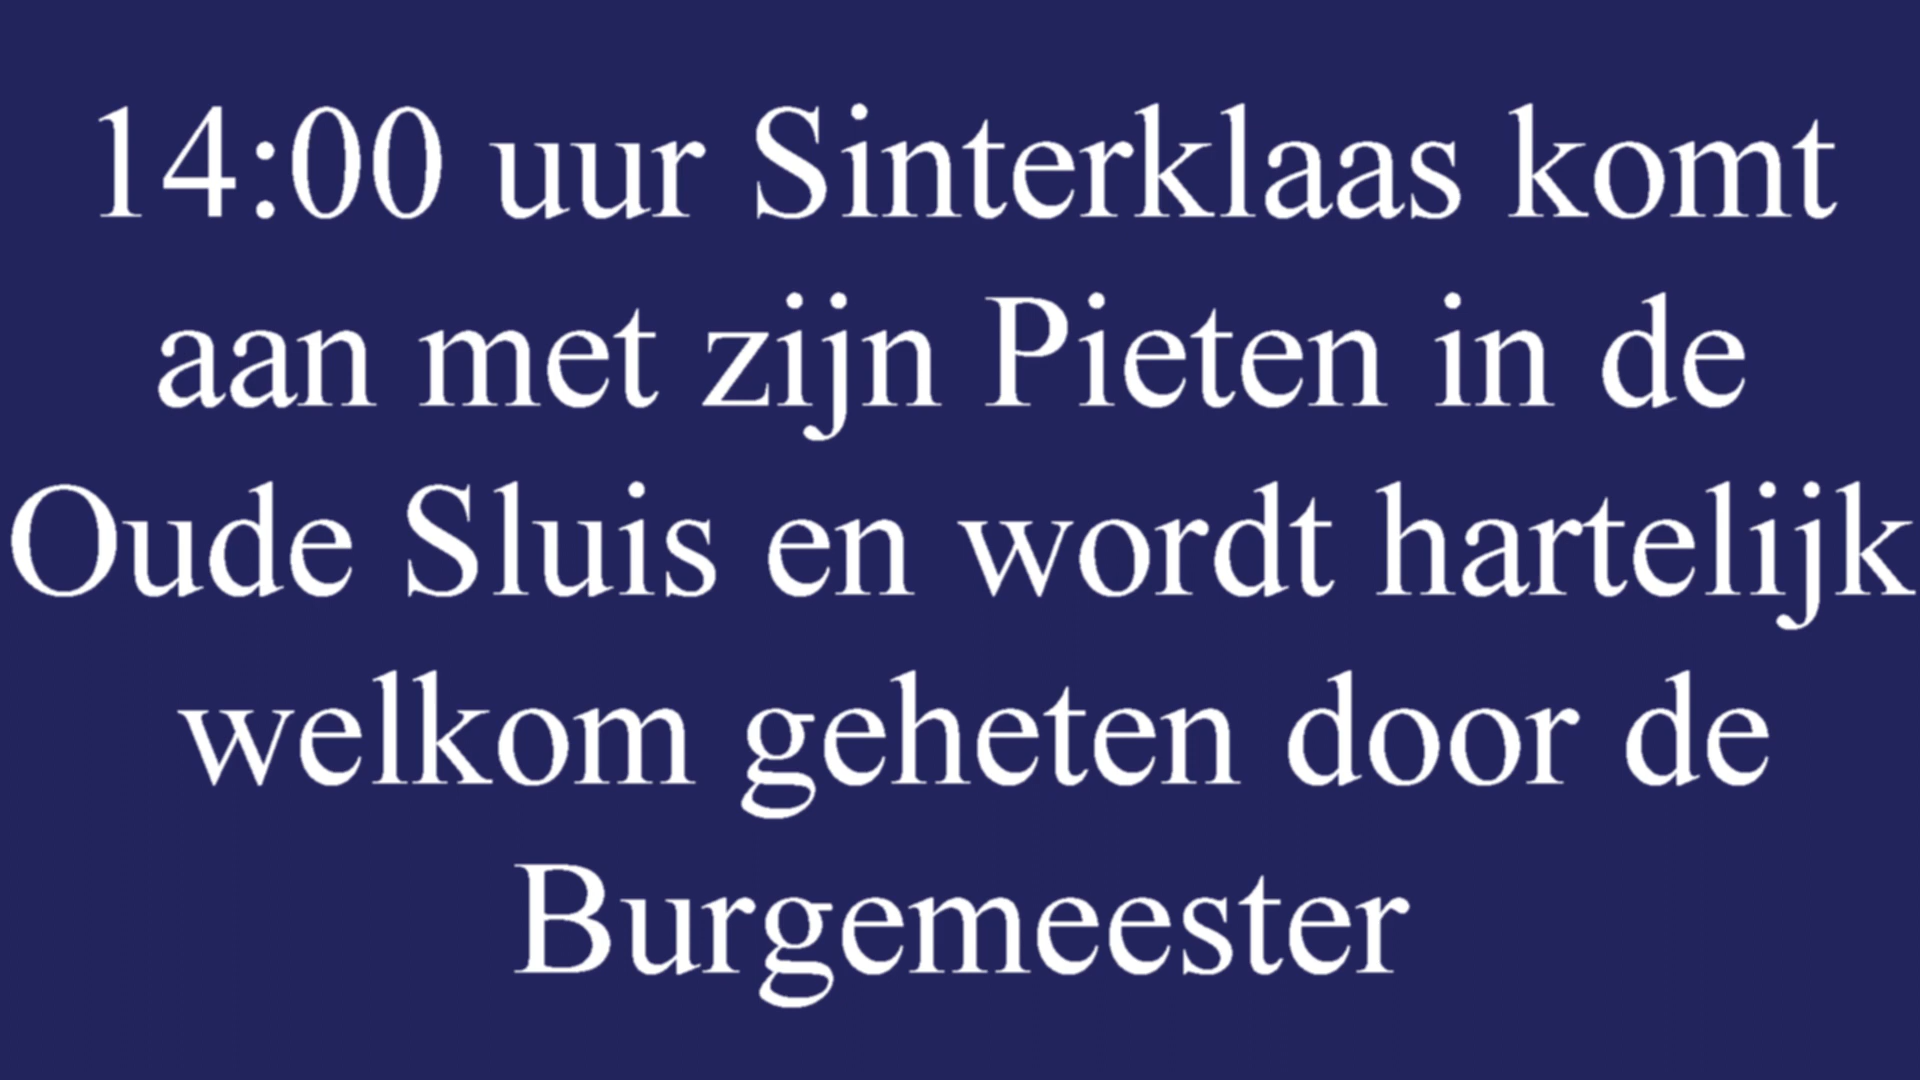 14:00 uur Sinterklaas komt
aan met zijn Pieten in de
Oude Sluis en wordt hartelijk
welkom geheten door de
Burgemeester